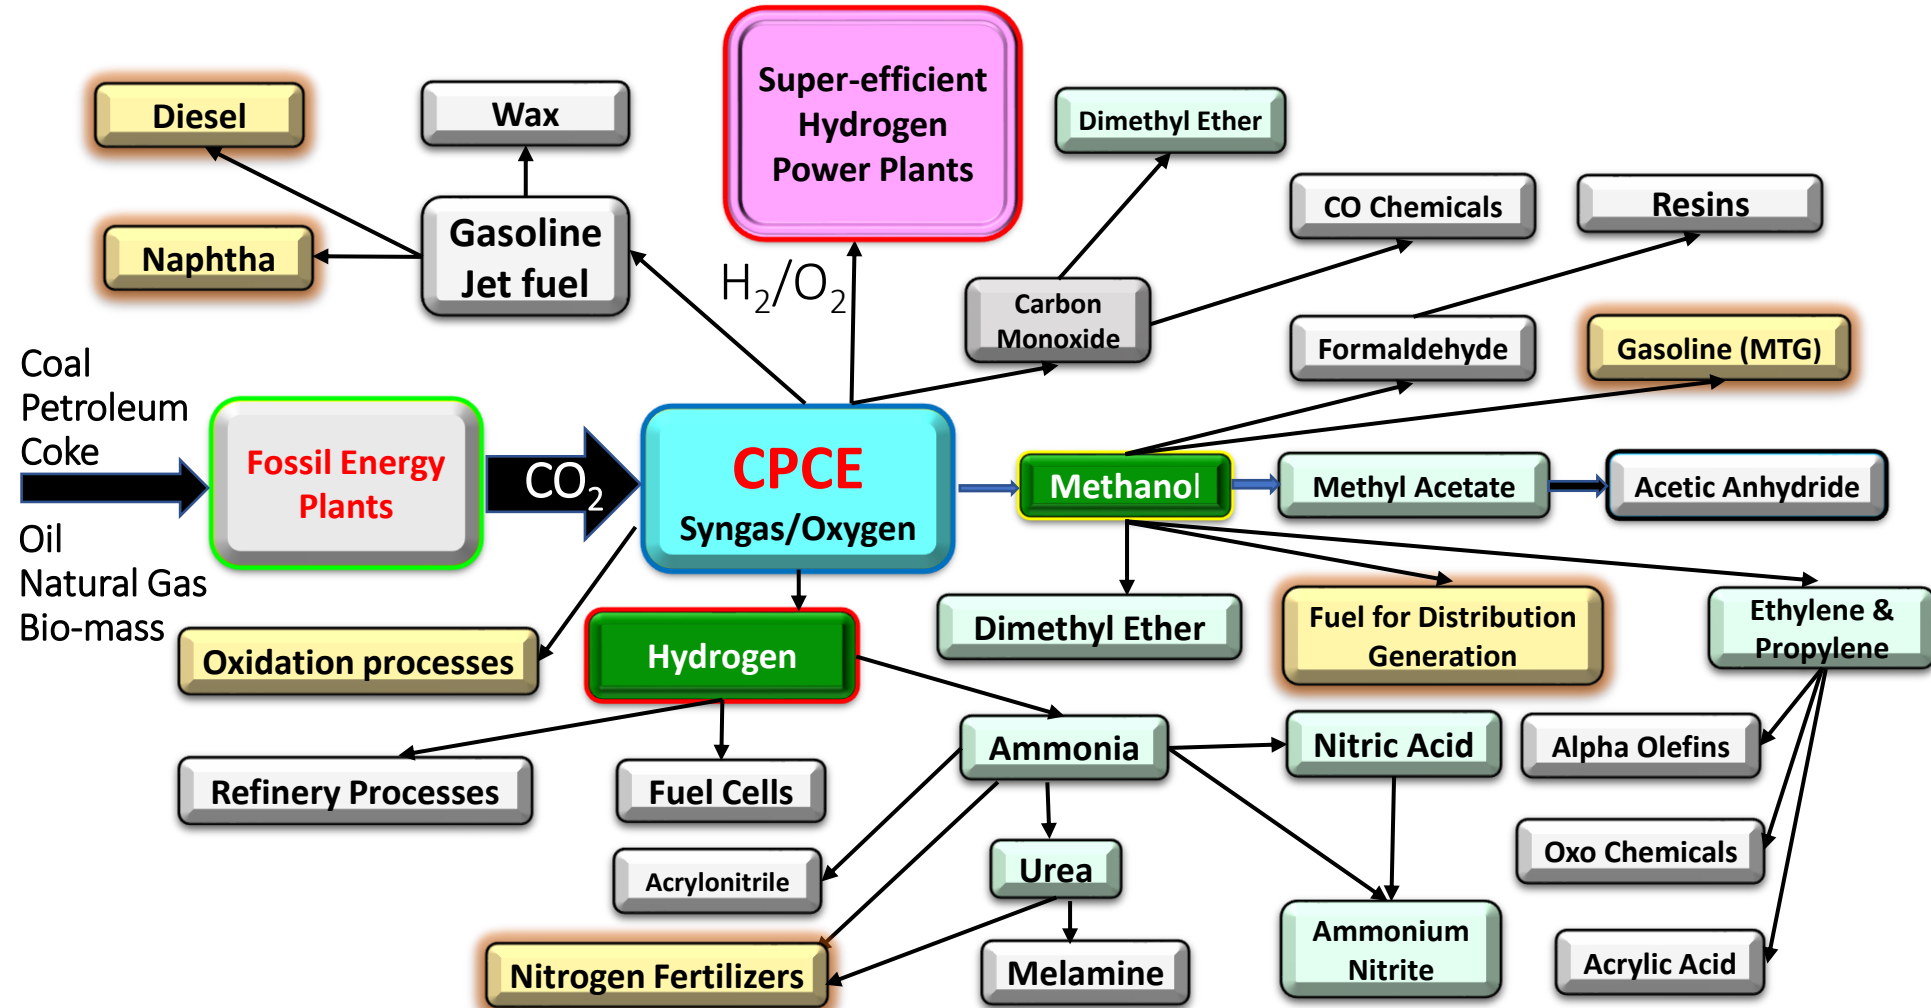 Super-efficient
Hydrogen
Power Plants
Diesel
Wax
Dimethyl Ether
CO Chemicals
Resins
Naphtha
Gasoline
Jet fuel
H₂/O₂
Carbon
Monoxide
Formaldehyde
Gasoline (MTG)
Coal
Petroleum
Coke
Fossil Energy
Plants
CO₂
CPCE
Syngas/Oxygen
Methanol
Methyl Acetate
Acetic Anhydride
Oil
Natural Gas
Bio-mass
Oxidation processes
Hydrogen
Dimethyl Ether
Fuel for Distribution
Generation
Ethylene &
Propylene
Refinery Processes
Fuel Cells
Ammonia
Nitric Acid
Alpha Olefins
Acrylonitrile
Urea
Oxo Chemicals
Nitrogen Fertilizers
Melamine
Ammonium
Nitrite
Acrylic Acid